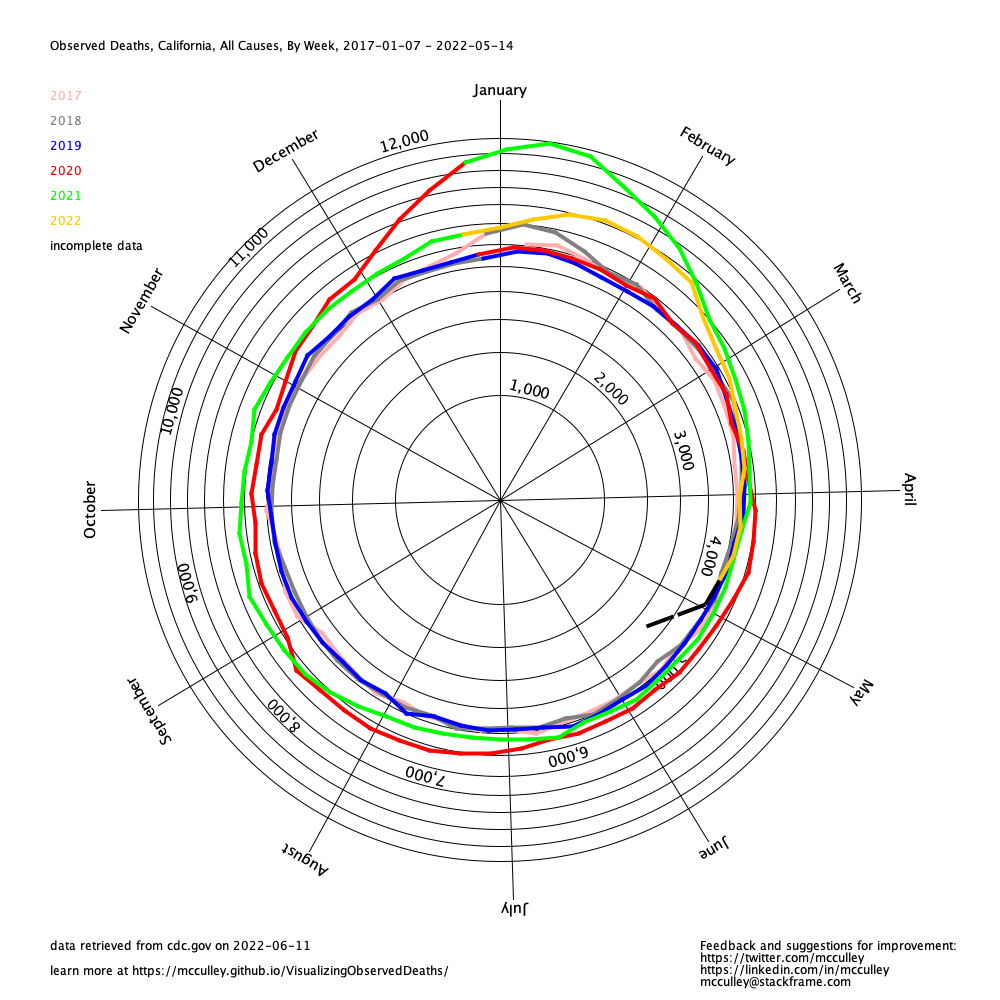 Observed Deaths, California, All Causes, By Week, 2017-01-07 - 2022-05-14
2017
2018
2019
2020
2021
2022
incomplete data
January
February
March
April
May
June
July
August
September
October
November
December
1,000
2,000
3,000
4,000
6,000
7,000
8,000
9,000
10,000
11,000
12,000
data retrieved from cdc.gov on 2022-06-11
learn more at https://mcculley.github.io/VisualizingObservedDeaths/
Feedback and suggestions for improvement:
https://twitter.com/mcculley
https://linkedin.com/in/mcculley
mcculley@stackframe.com